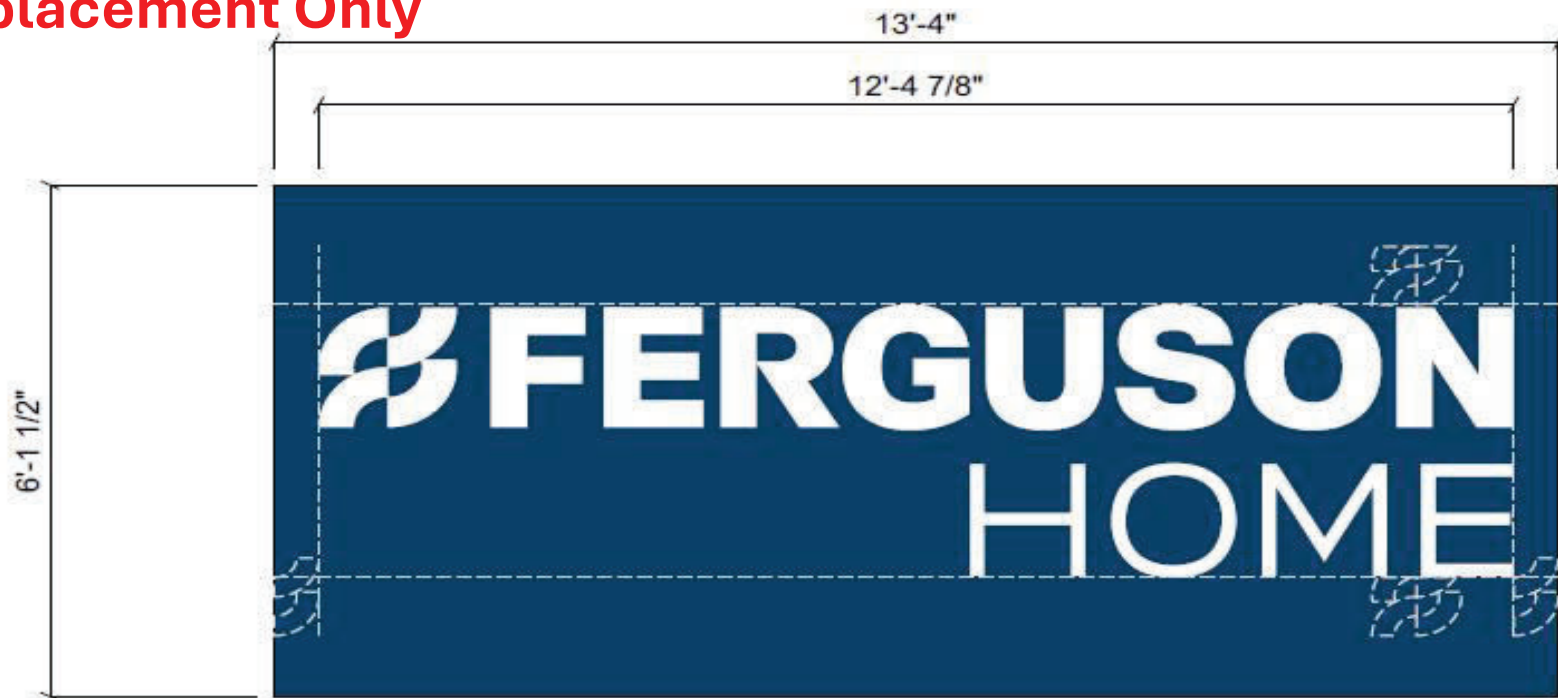 placement Only
13'-4"
12'-4 7/8"
6'-1 1/2"
FERGUSON
HOME